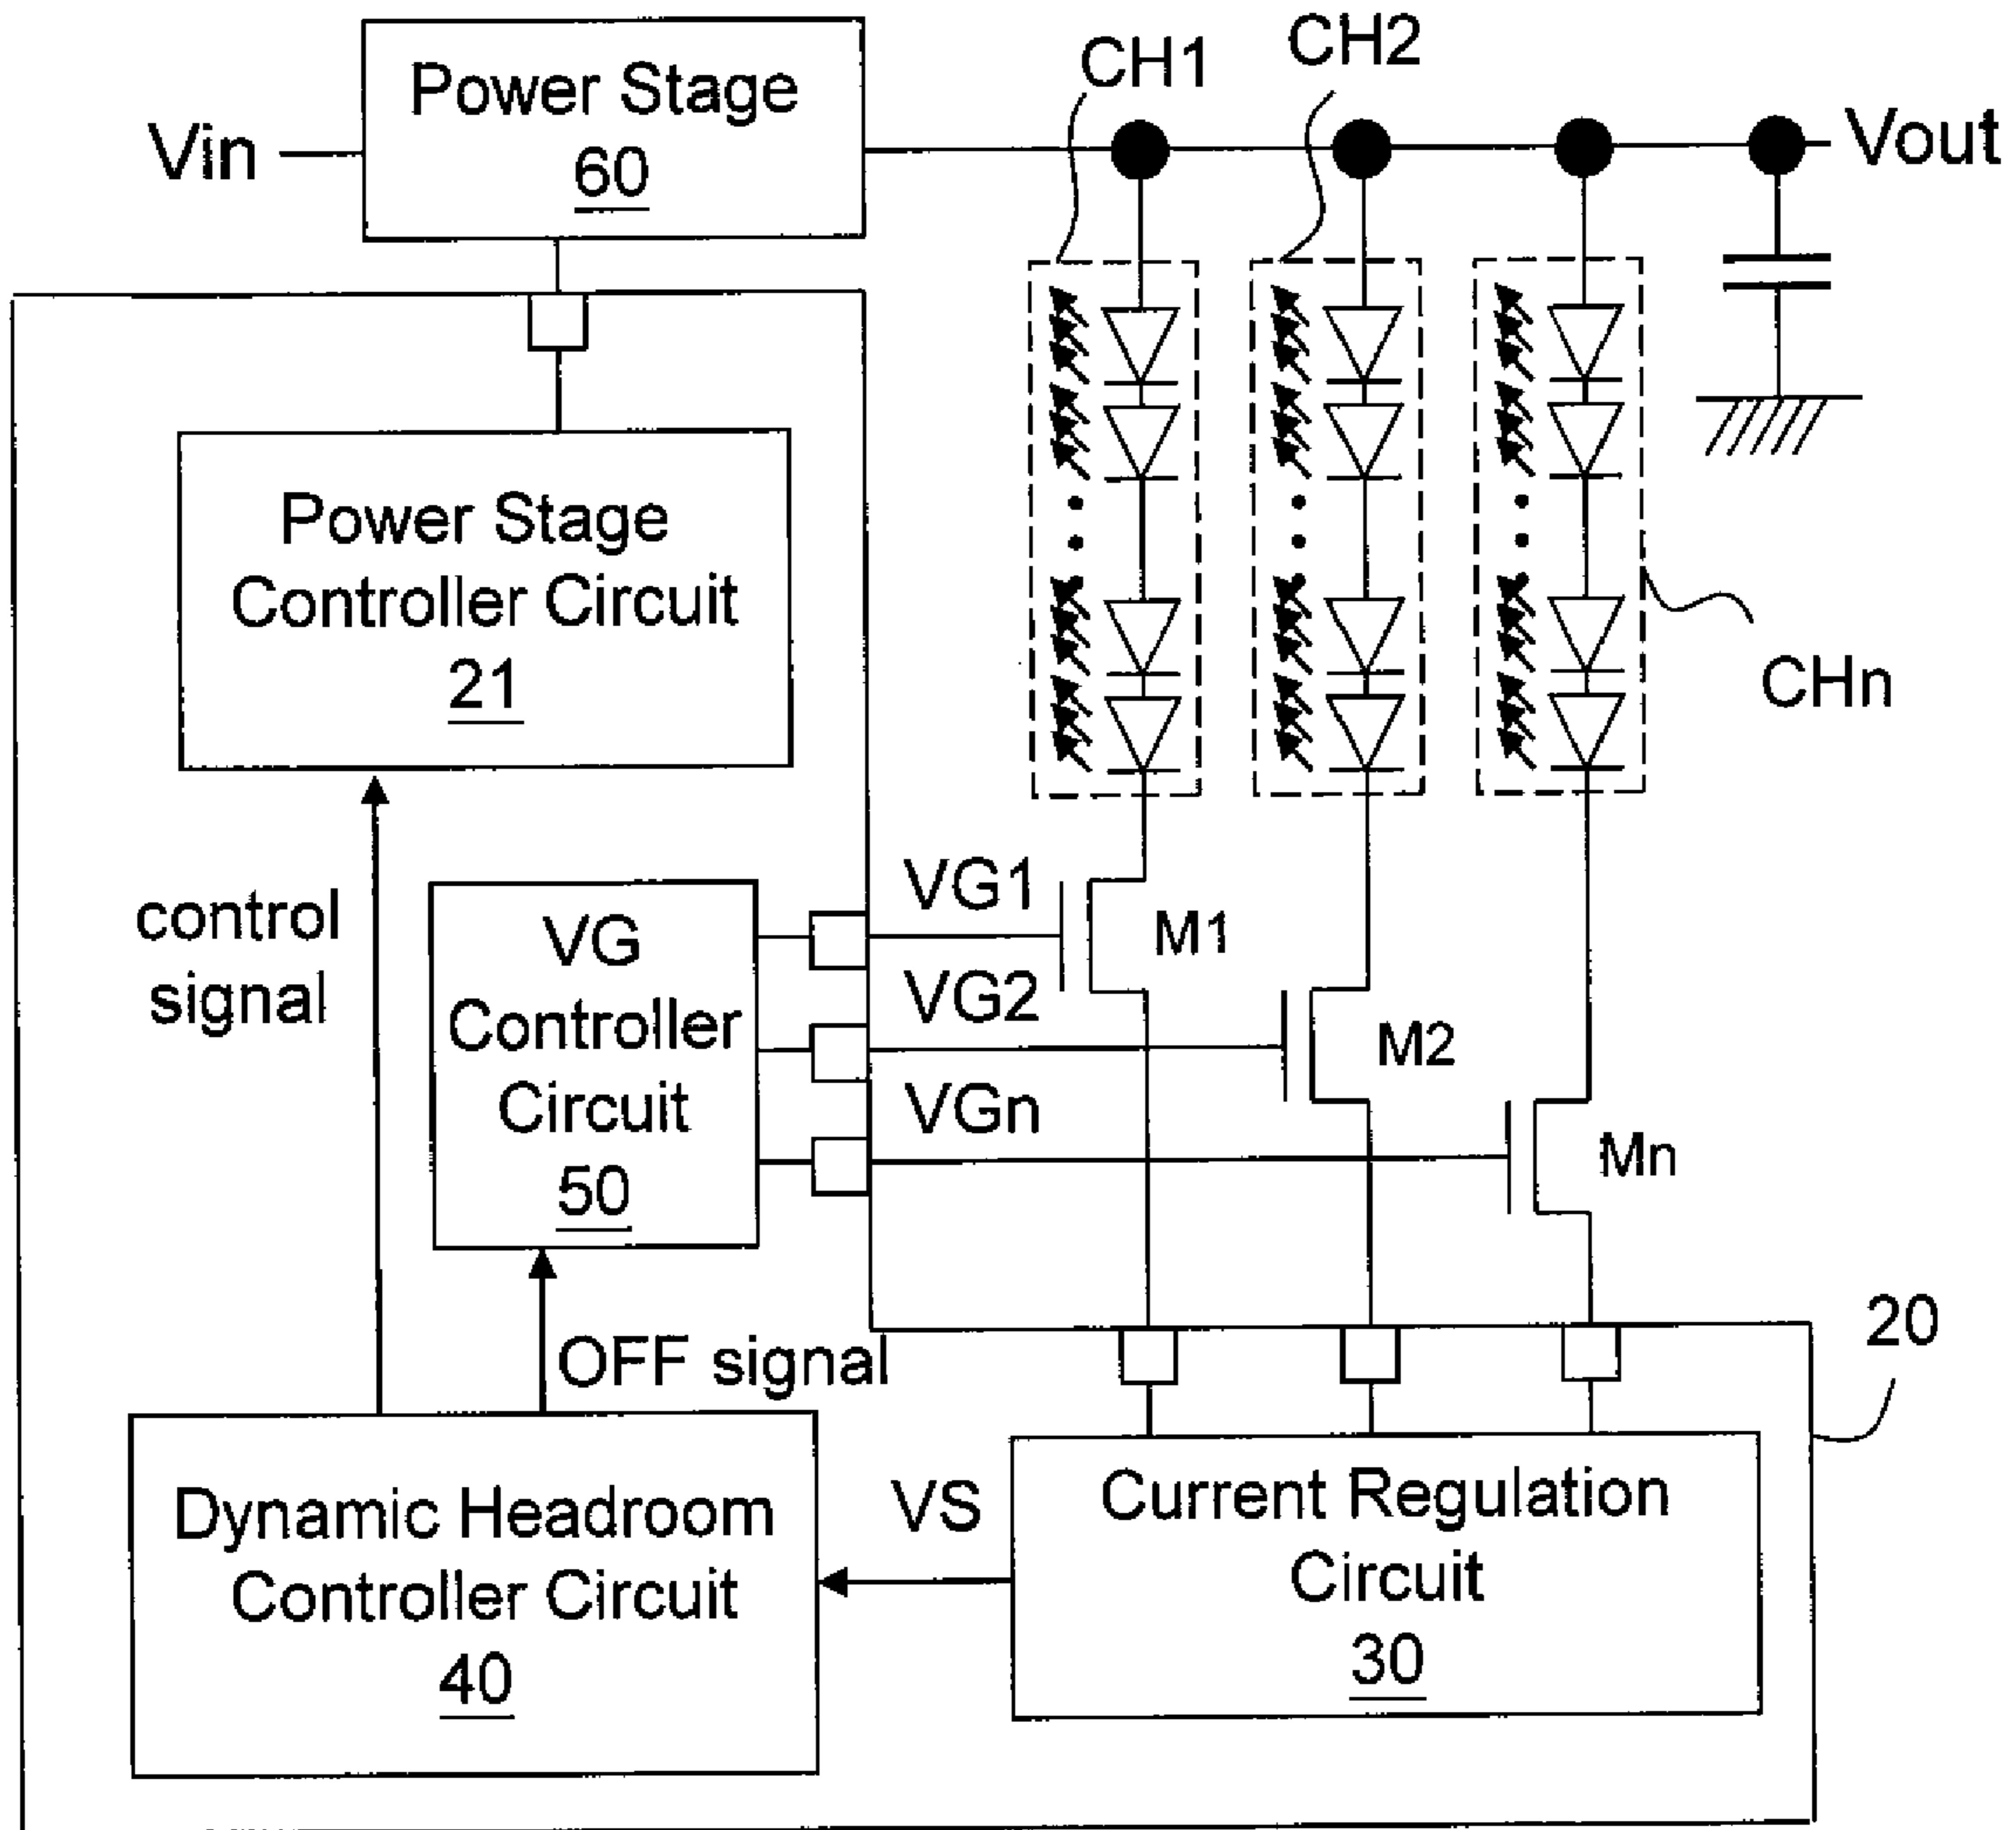 Power Stage
60
Vin
CH1
CH2
Vout
Power Stage
Controller Circuit
21
CHn
control
signal
VG
Controller
Circuit
50
VG1
M1
VG2
M2
VGn
Mn
20
OFF signal
Dynamic Headroom
Controller Circuit
40
VS
Current Regulation
Circuit
30